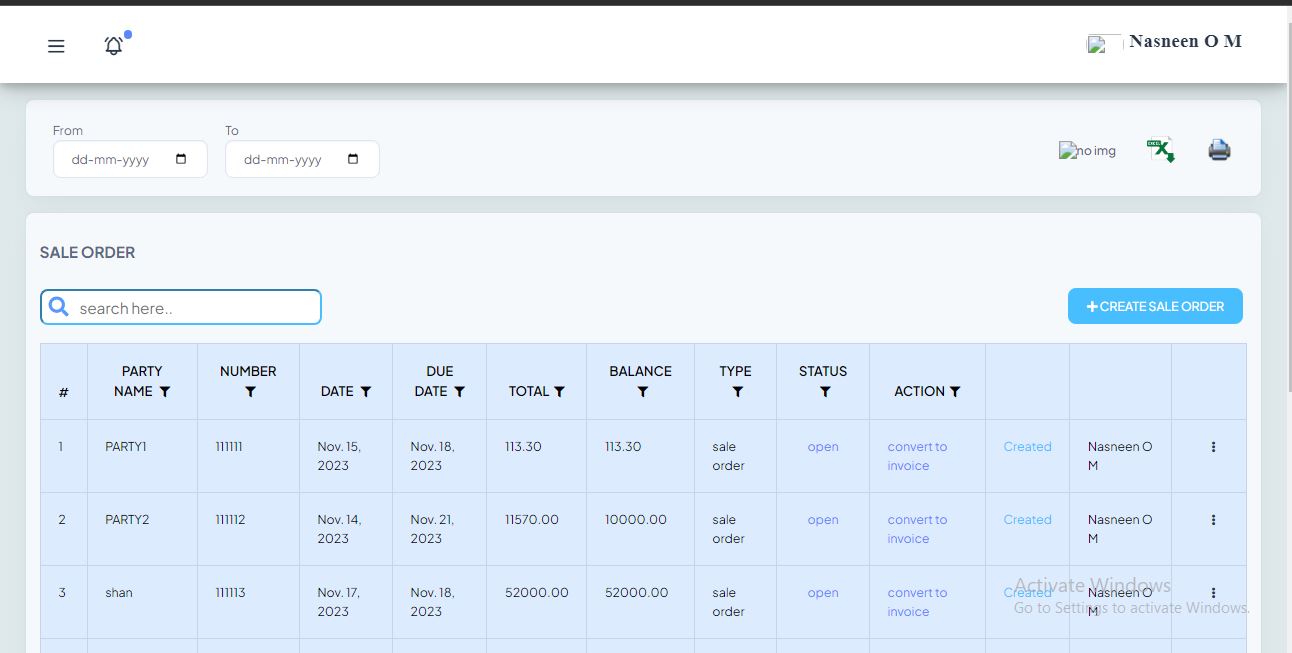 Nasneen O M
From
To
dd-mm-yyyy
dd-mm-yyyy
no img
EXCEL
SALE ORDER
search here..
CREATE SALE ORDER
# PARTY NAME NUMBER DATE DUE DATE TOTAL BALANCE TYPE STATUS ACTION
1 PARTY1 111111 Nov. 15, 2023 Nov. 18, 2023 113.30 113.30 sale order open convert to invoice Created Nasneen O M
2 PARTY2 111112 Nov. 14, 2023 Nov. 21, 2023 11570.00 10000.00 sale order open convert to invoice Created Nasneen O M
3 shan 111113 Nov. 17, 2023 Nov. 18, 2023 52000.00 52000.00 sale order open convert to invoice Created Nasneen O M
Activate Windows
Go to Settings to activate Windows.